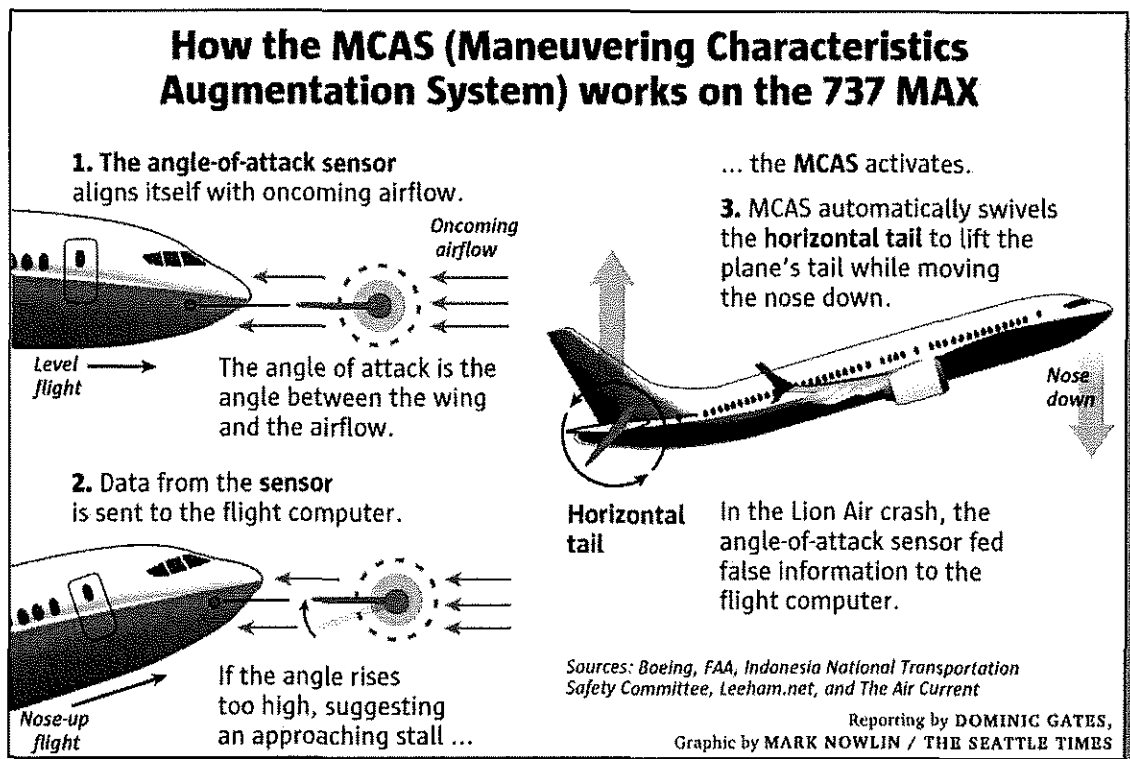 How the MCAS (Maneuvering Characteristics
Augmentation System) works on the 737 MAX
1. The angle-of-attack sensor
aligns itself with oncoming airflow.
Oncoming
airflow
Level
flight
The angle of attack is the
angle between the wing
and the airflow.
2. Data from the sensor
is sent to the flight computer.
Nose-up
flight
If the angle rises
too high, suggesting
an approaching stall ...
... the MCAS activates.
3. MCAS automatically swivels
the horizontal tail to lift the
plane's tail while moving
the nose down.
Nose
down
Horizontal
tail
In the Lion Air crash, the
angle-of-attack sensor fed
false information to the
flight computer.
Sources: Boeing, FAA, Indonesia National Transportation
Safety Committee, Leeham.net, and The Air Current
Reporting by DOMINIC GATES,
Graphic by MARK NOWLIN / THE SEATTLE TIMES